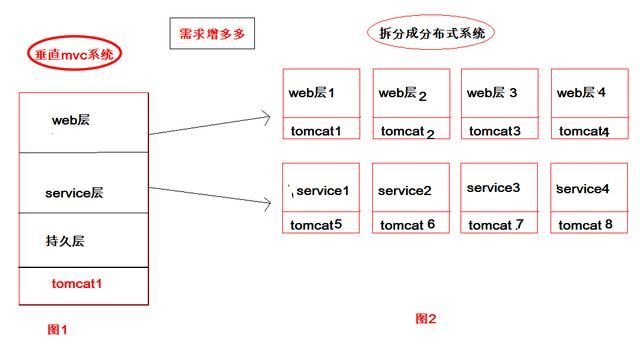 需求增多多
垂直mvc系统
拆分成分布式系统
web层
service层
持久层
tomcat1
图1
web层1
web层2
web层3
web层4
tomcat1
tomcat2
tomcat3
tomcat4
service1
service2
service3
service4
tomcat5
tomcat 6
tomcat.7
tomcat 8
图2